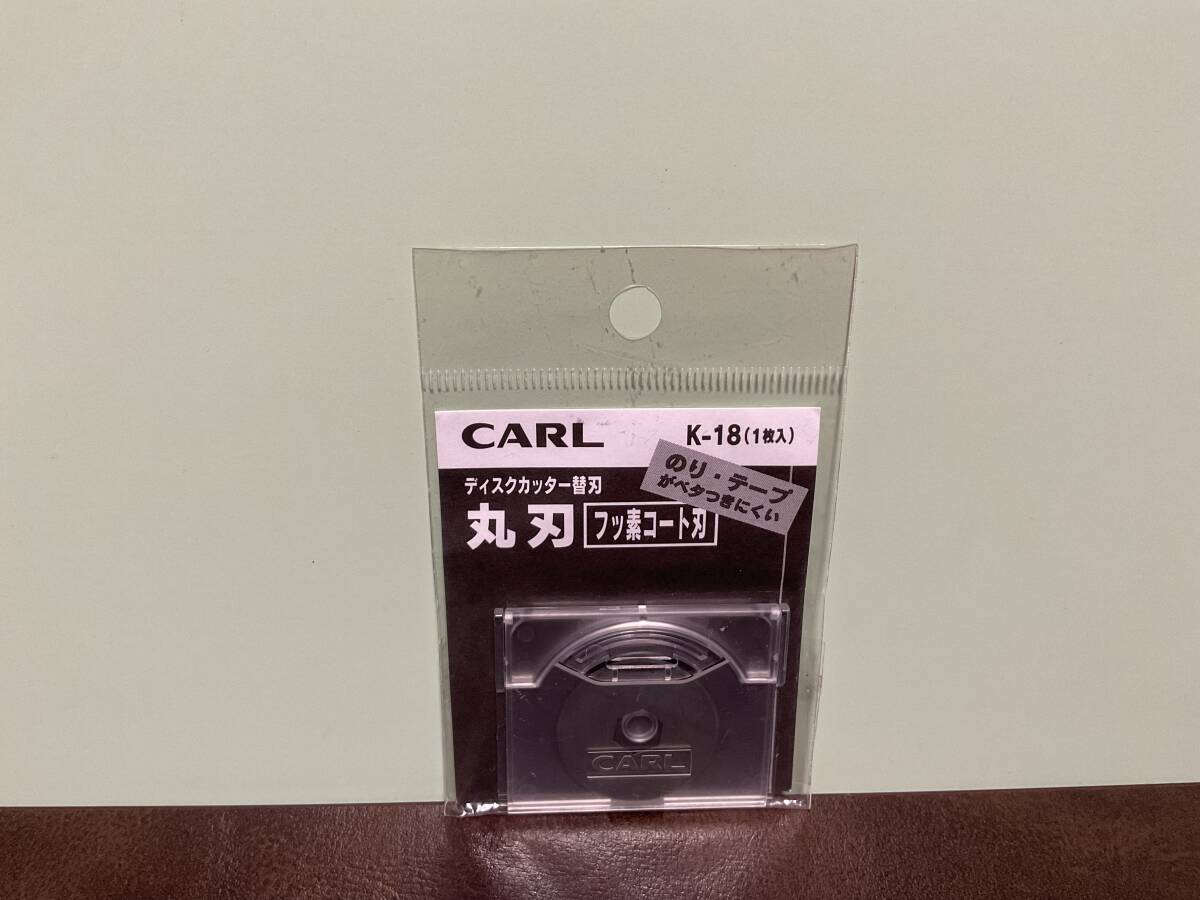 CARL K-18(1枚入)
のり・テープ
がベタつきにくい
ディスクカッター替刃
丸刃 フッ素コート刃
CARL